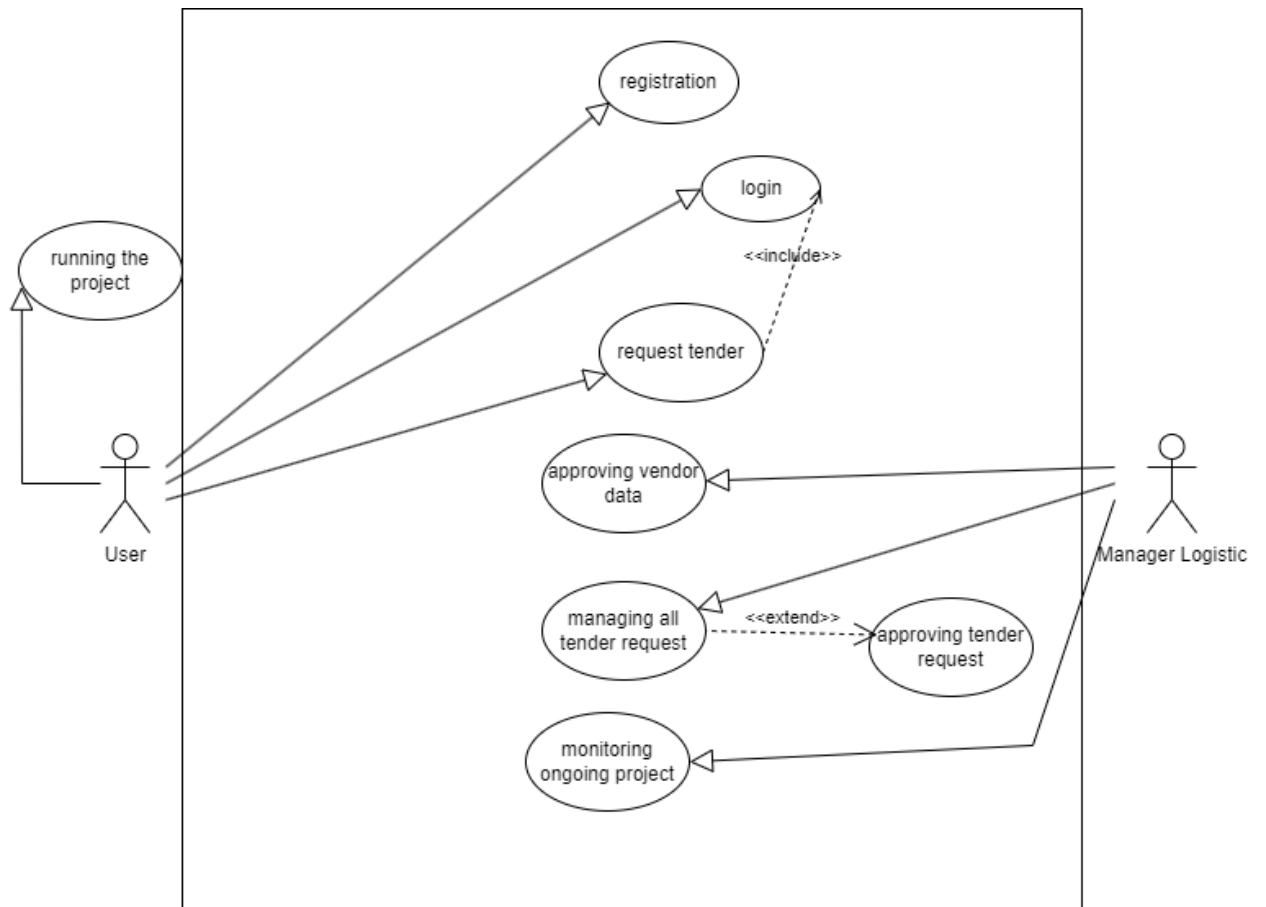 registration
login
<<include>>
running the
project
request tender
approving vendor
data
User
Manager Logistic
managing all
tender request
<<extend>>
approving tender
request
monitoring
ongoing project